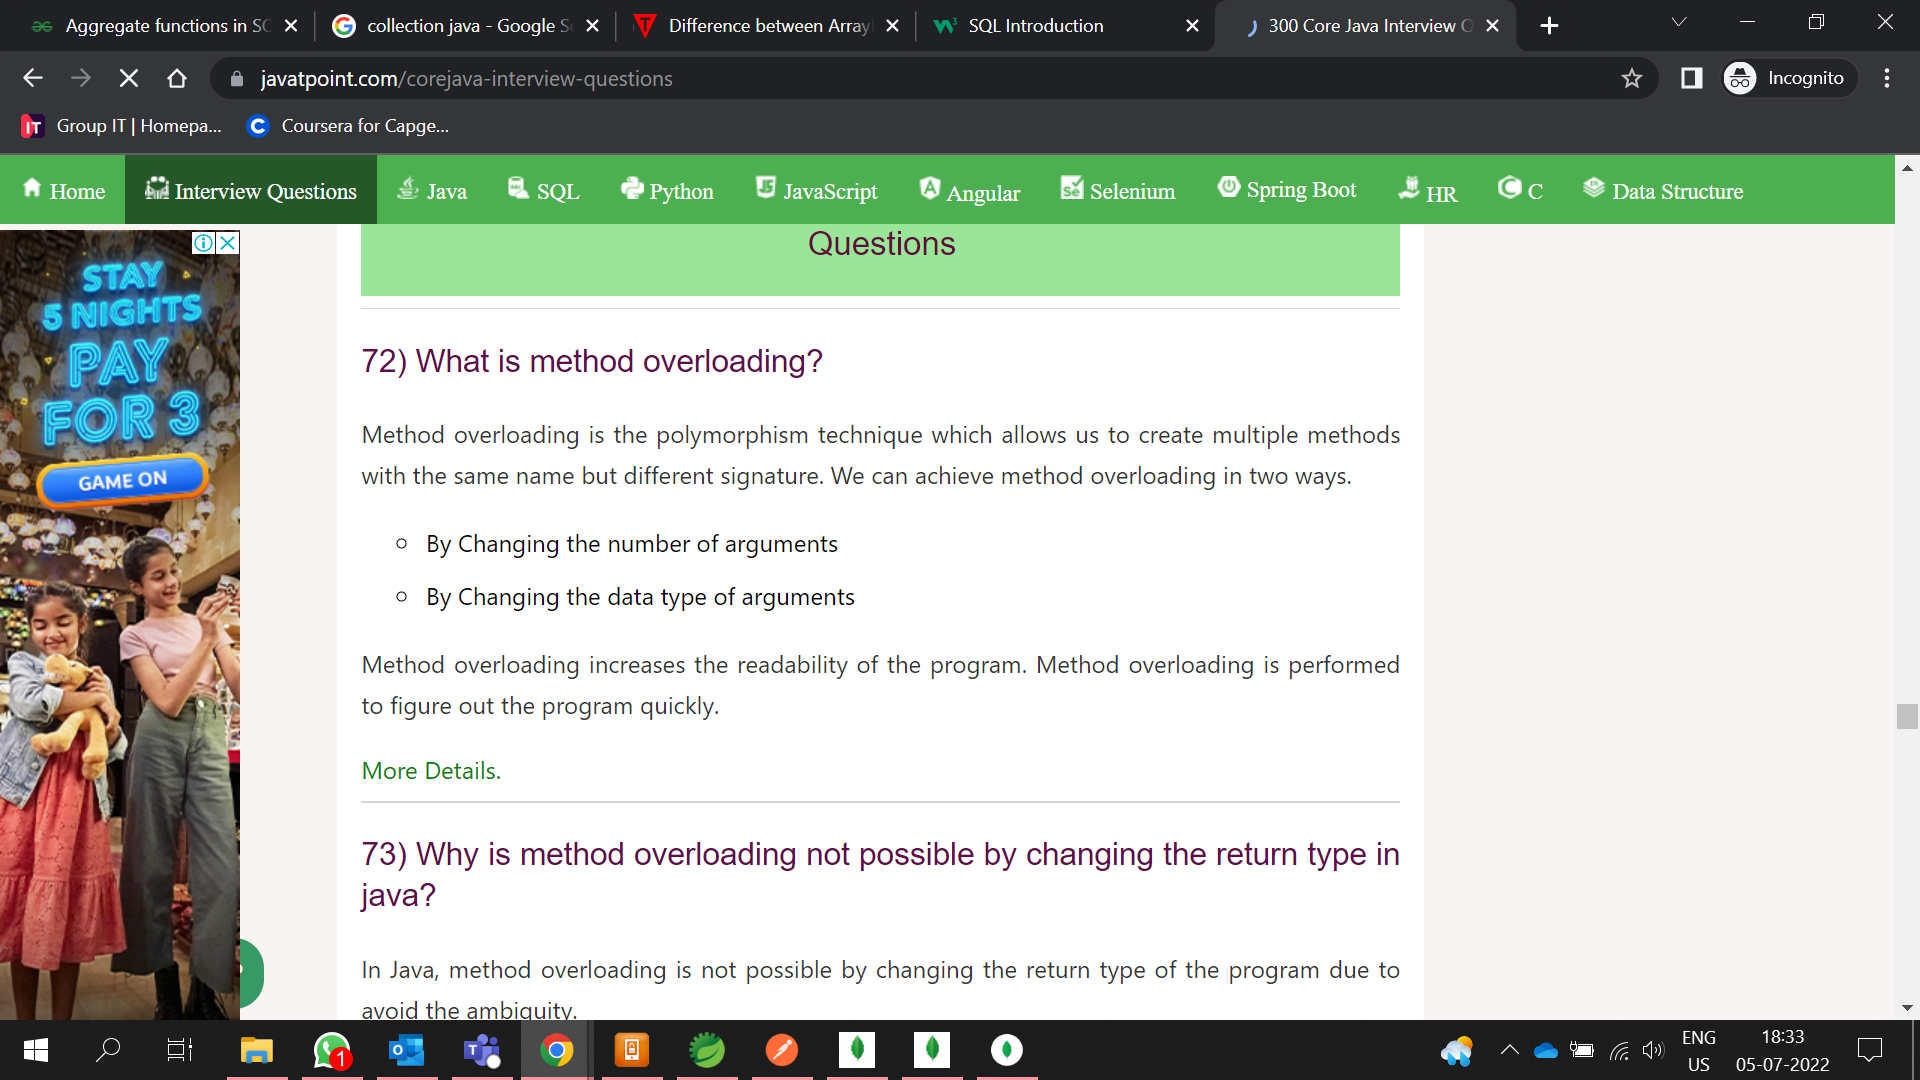 Aggregate functions in SC
collection java - Google S
Difference between Array
SQL Introduction
300 Core Java Interview Q
javatpoint.com/corejava-interview-questions
Incognito
Group IT | Homepa...
Coursera for Capge...
Home
Interview Questions
Java
SQL
Python
JavaScript
Angular
Selenium
Spring Boot
HR
C
Data Structure
STAY
5 NIGHTS
PAY
FOR 3
GAME ON
Questions
72) What is method overloading?
Method overloading is the polymorphism technique which allows us to create multiple methods
with the same name but different signature. We can achieve method overloading in two ways.
By Changing the number of arguments
By Changing the data type of arguments
Method overloading increases the readability of the program. Method overloading is performed
to figure out the program quickly.
More Details.
73) Why is method overloading not possible by changing the return type in
java?
In Java, method overloading is not possible by changing the return type of the program due to
avoid the ambiguity.
1
ENG
US
18:33
05-07-2022